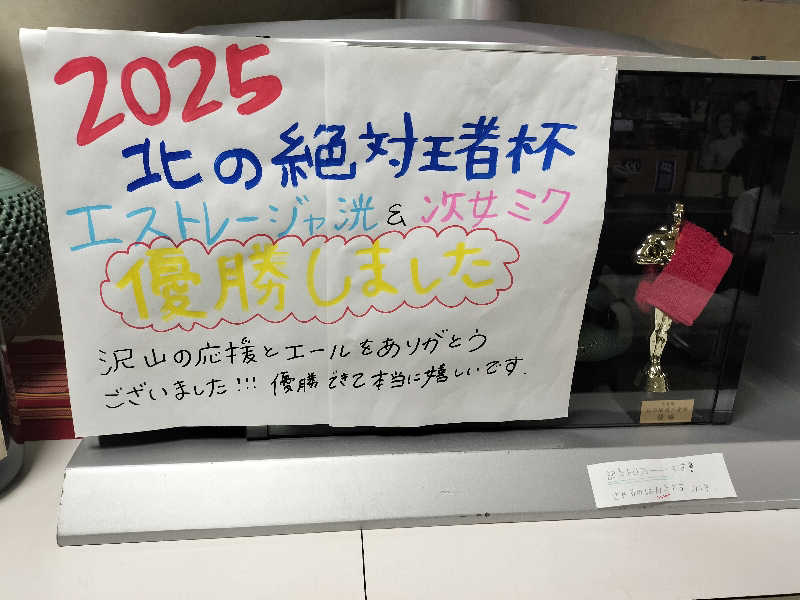 2025
北の絶対王者杯
エストレージャ洸 & 次女ミク
優勝しました
沢山の応援とエールをありがとう
ございました!!! 優勝できて本当に嬉しいです.